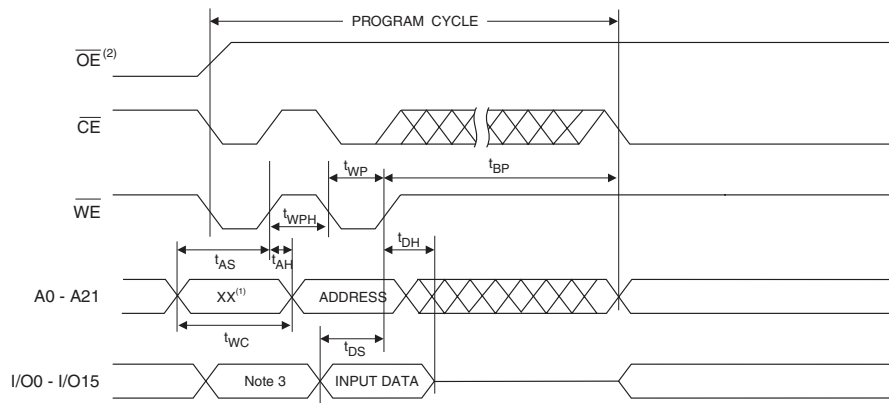 PROGRAM CYCLE
OE (2)
CE
tWP
tBP
WE
tWPH
tDH
tAS
tAH
A0 - A21
XX(1)
ADDRESS
tWC
tDS
I/O0 - I/O15
Note 3
INPUT DATA